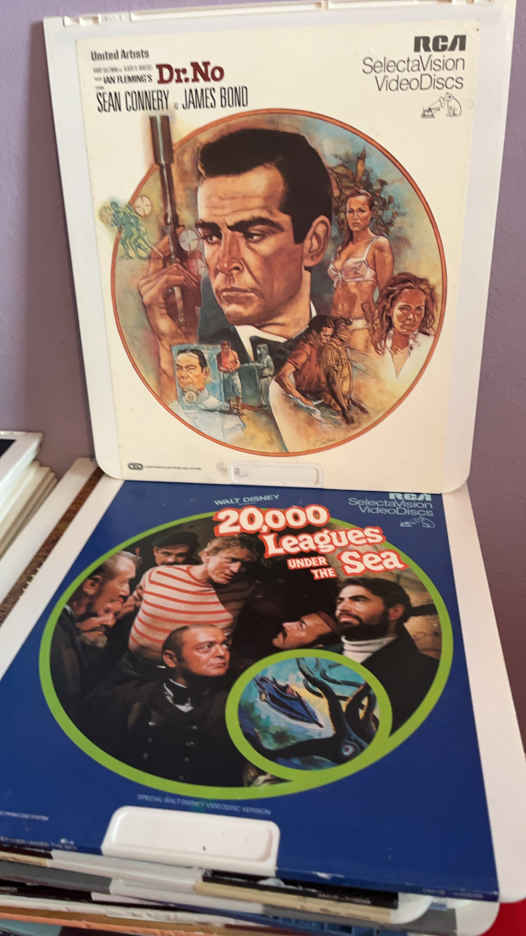 United Artists
IAN FLEMING'S Dr. No
SEAN CONNERY as JAMES BOND
RCA
SelectaVision
VideoDiscs
WALT DISNEY
RCA
SelectaVision
VideoDiscs
20,000
Leagues
UNDER
THE Sea
SPECIAL WALT DISNEY VIDEODISC VERSION